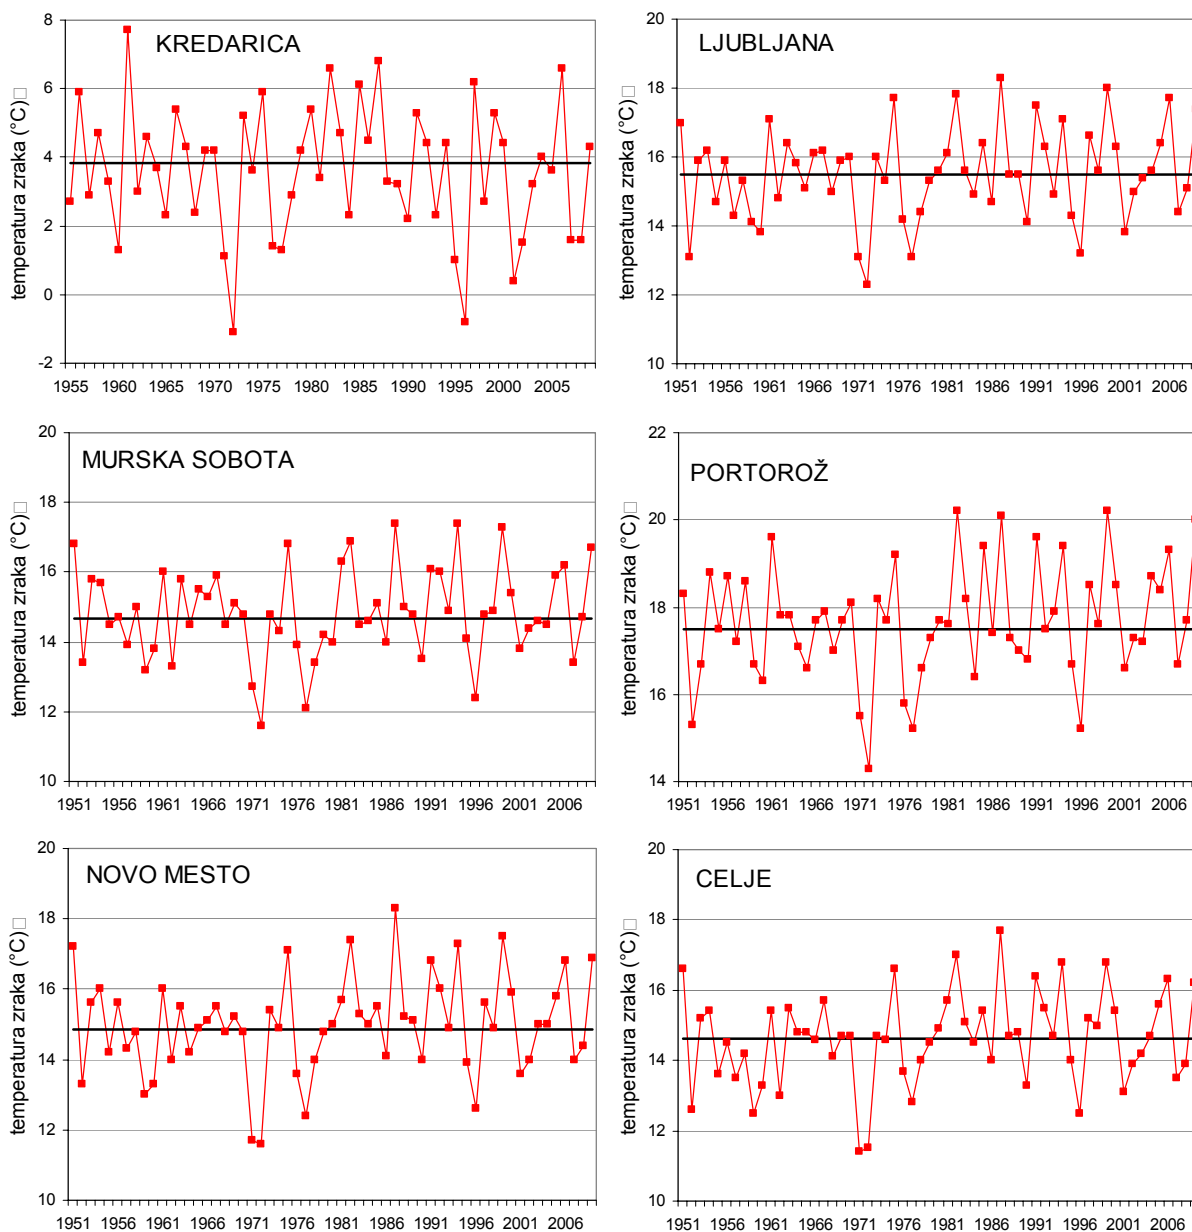 KREDARICA
temperatura zraka (°C)
8
6
4
2
0
-2
1955 1960 1965 1970 1975 1980 1985 1990 1995 2000 2005
LJUBLJANA
temperatura zraka (°C)
20
18
16
14
12
10
1951 1956 1961 1966 1971 1976 1981 1986 1991 1996 2001 2006
MURSKA SOBOTA
temperatura zraka (°C)
20
18
16
14
12
10
1951 1956 1961 1966 1971 1976 1981 1986 1991 1996 2001 2006
PORTOROŽ
temperatura zraka (°C)
22
20
18
16
14
1951 1956 1961 1966 1971 1976 1981 1986 1991 1996 2001 2006
NOVO MESTO
temperatura zraka (°C)
20
18
16
14
12
10
1951 1956 1961 1966 1971 1976 1981 1986 1991 1996 2001 2006
CELJE
temperatura zraka (°C)
20
18
16
14
12
10
1951 1956 1961 1966 1971 1976 1981 1986 1991 1996 2001 2006